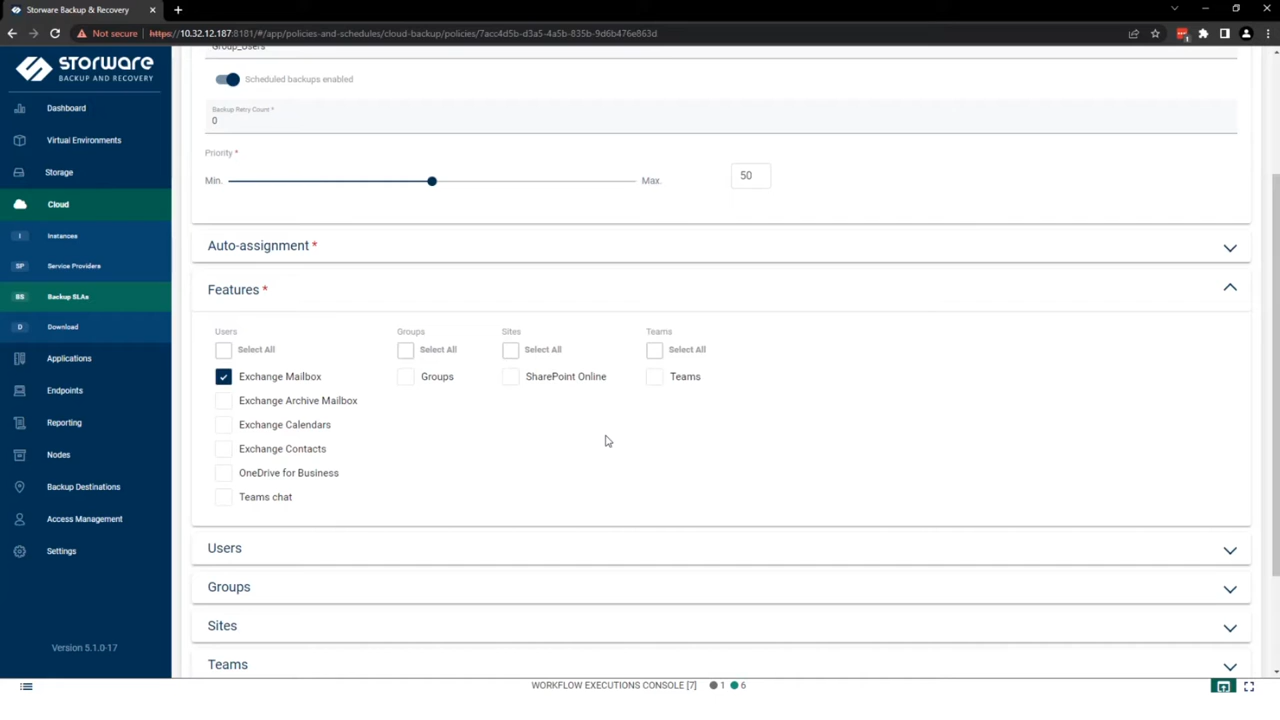 Storware Backup & Recovery
Not secure
https://10.32.12.187:8181/#/app/policies-and-schedules/cloud-backup/policies/7acc4d5b-d3a5-4a5b-835b-9d6b476e863d
STORWARE
BACKUP AND RECOVERY
Dashboard
Virtual Environments
Storage
Cloud
I Instances
SP Service Providers
BS Backup SLAs
D Download
Applications
Endpoints
Reporting
Nodes
Backup Destinations
Access Management
Settings
Version 5.1.0-17
Group_Users
Scheduled backups enabled
Backup Retry Count *
0
Priority *
Min. Max. 50
Auto-assignment *
Features *
Users Groups Sites Teams
Select All Select All Select All Select All
Exchange Mailbox Groups SharePoint Online Teams
Exchange Archive Mailbox
Exchange Calendars
Exchange Contacts
OneDrive for Business
Teams chat
Users
Groups
Sites
Teams
WORKFLOW EXECUTIONS CONSOLE [7] 1 6